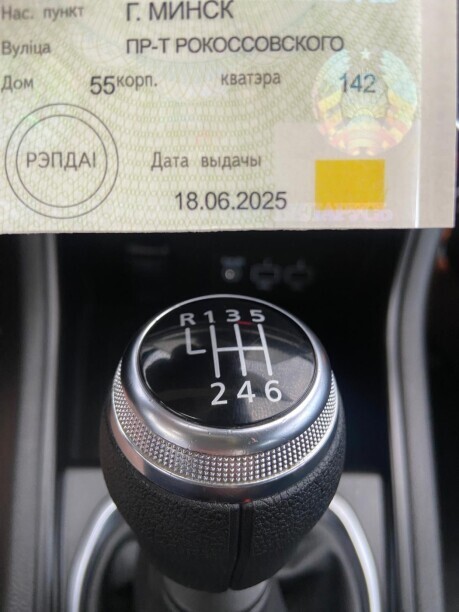 Нас. пункт Г. МИНСК
Вуліца ПР-Т РОКОССОВСКОГО
Дом 55 корп. кватэра 142
РЭПДАІ Дата выдачы
18.06.2025
R 1 3 5
2 4 6